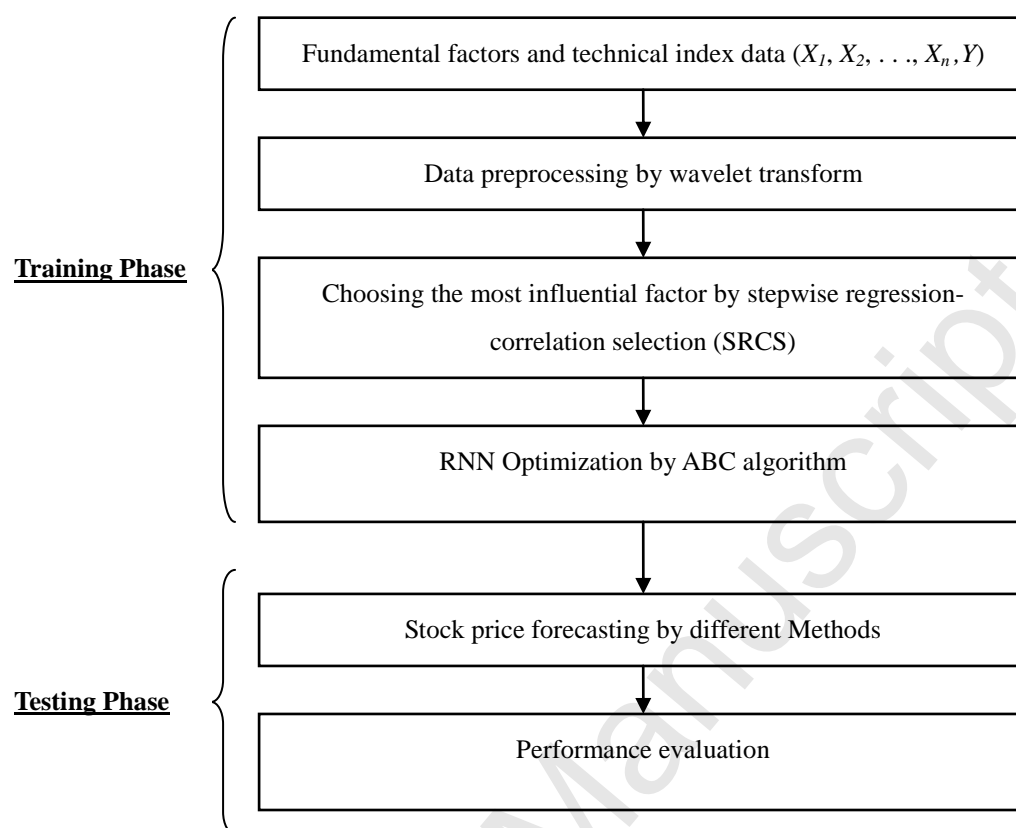 Fundamental factors and technical index data (X1, X2, . . ., Xn, Y)
Data preprocessing by wavelet transform
Training Phase
Choosing the most influential factor by stepwise regression-
correlation selection (SRCS)
RNN Optimization by ABC algorithm
Stock price forecasting by different Methods
Testing Phase
Performance evaluation
Manuscript